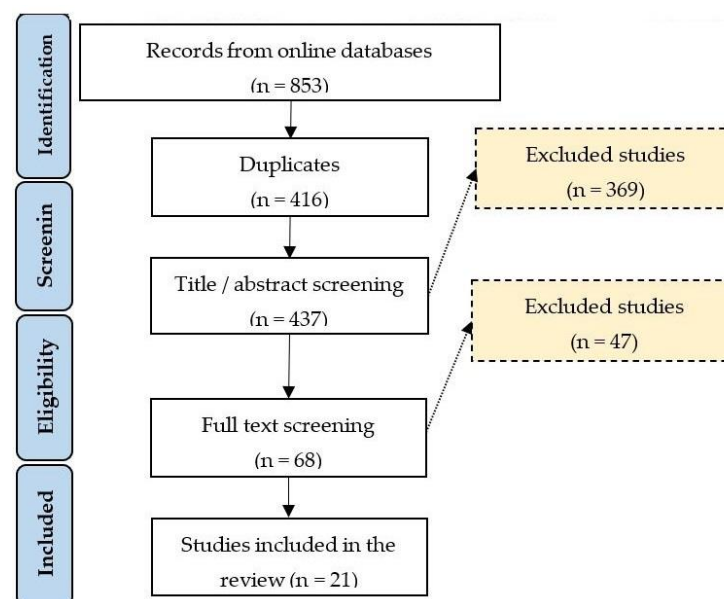 Identification
Records from online databases
(n = 853)
Duplicates
(n = 416)
Excluded studies
(n = 369)
Screenin
Title / abstract screening
(n = 437)
Excluded studies
(n = 47)
Eligibility
Full text screening
(n = 68)
Included
Studies included in the
review (n = 21)